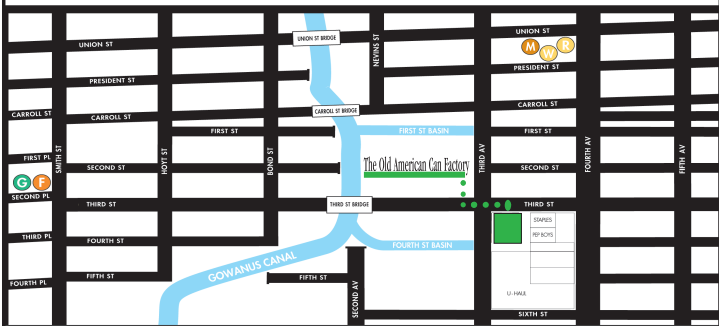 UNION ST BRIDGE
UNION ST
UNION ST
NEVINS ST
M
W
R
PRESIDENT ST
PRESIDENT ST
CARROLL ST
CARROLL ST
CARROLL ST BRIDGE
CARROLL ST
FIRST ST
FIRST ST BASIN
FIRST ST
FIRST PL
SMITH ST
HOYT ST
BOND ST
The Old American Can Factory
THIRD AV
FOURTH AV
FIFTH AV
SECOND ST
SECOND ST
G
F
SECOND PL
THIRD ST
THIRD ST BRIDGE
THIRD ST
STAPLES
PEP BOYS
THIRD PL
FOURTH ST
FOURTH ST BASIN
GOWANUS CANAL
FOURTH PL
FIFTH ST
FIFTH ST
SECOND AV
U-HAUL
SIXTH ST